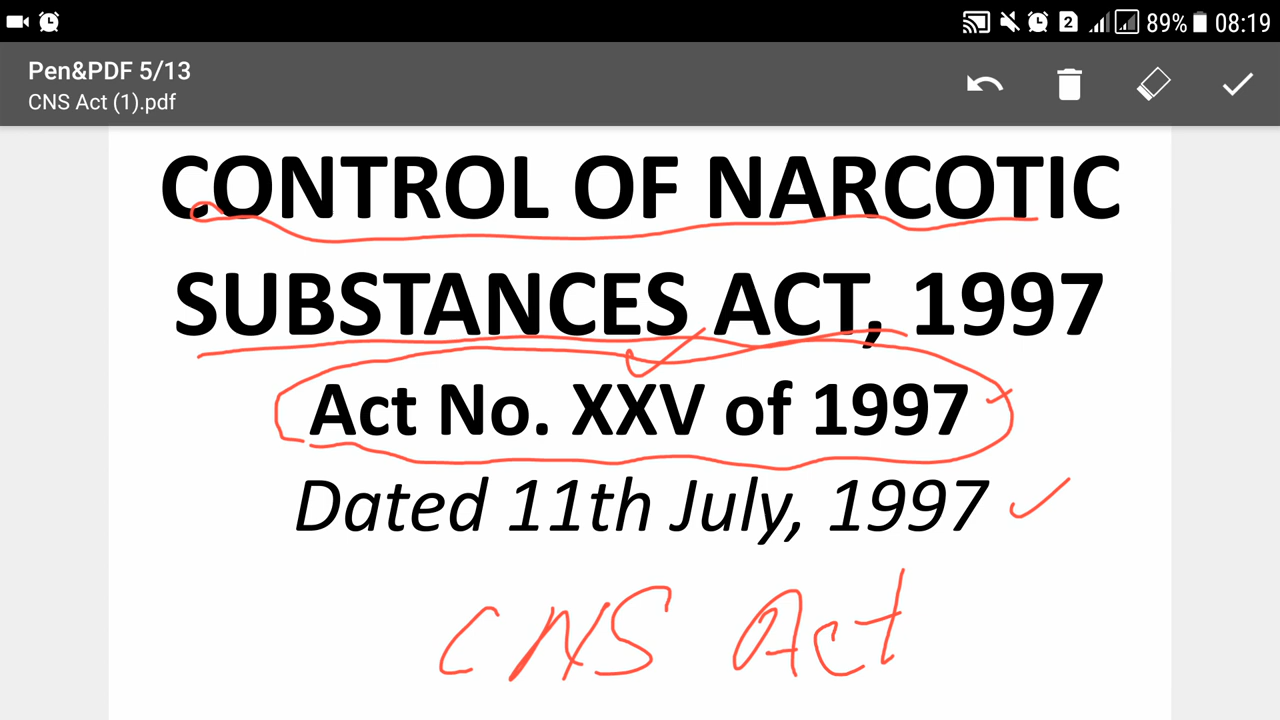 2 89% 08:19
Pen&PDF 5/13
CNS Act (1).pdf
CONTROL OF NARCOTIC
SUBSTANCES ACT, 1997
Act No. XXV of 1997
Dated 11th July, 1997
CNS Act